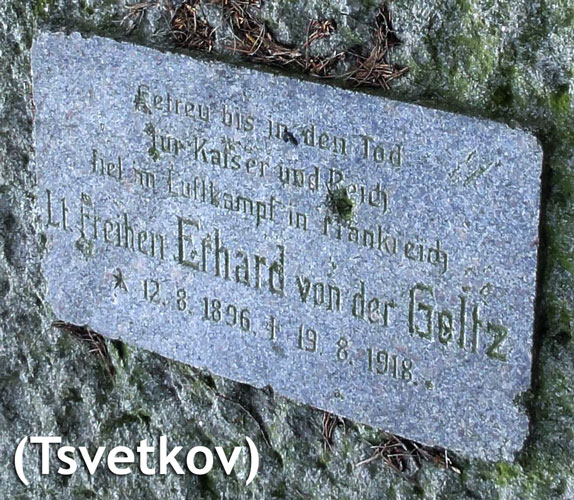 Getreu bis in den Tod
für Kaiser und Reich
fiel im Luftkampf in Frankreich
Lt. Freiherr Erhard von der Goltz
* 12. 8. 1896. † 19. 8. 1918.
(Tsvetkov)